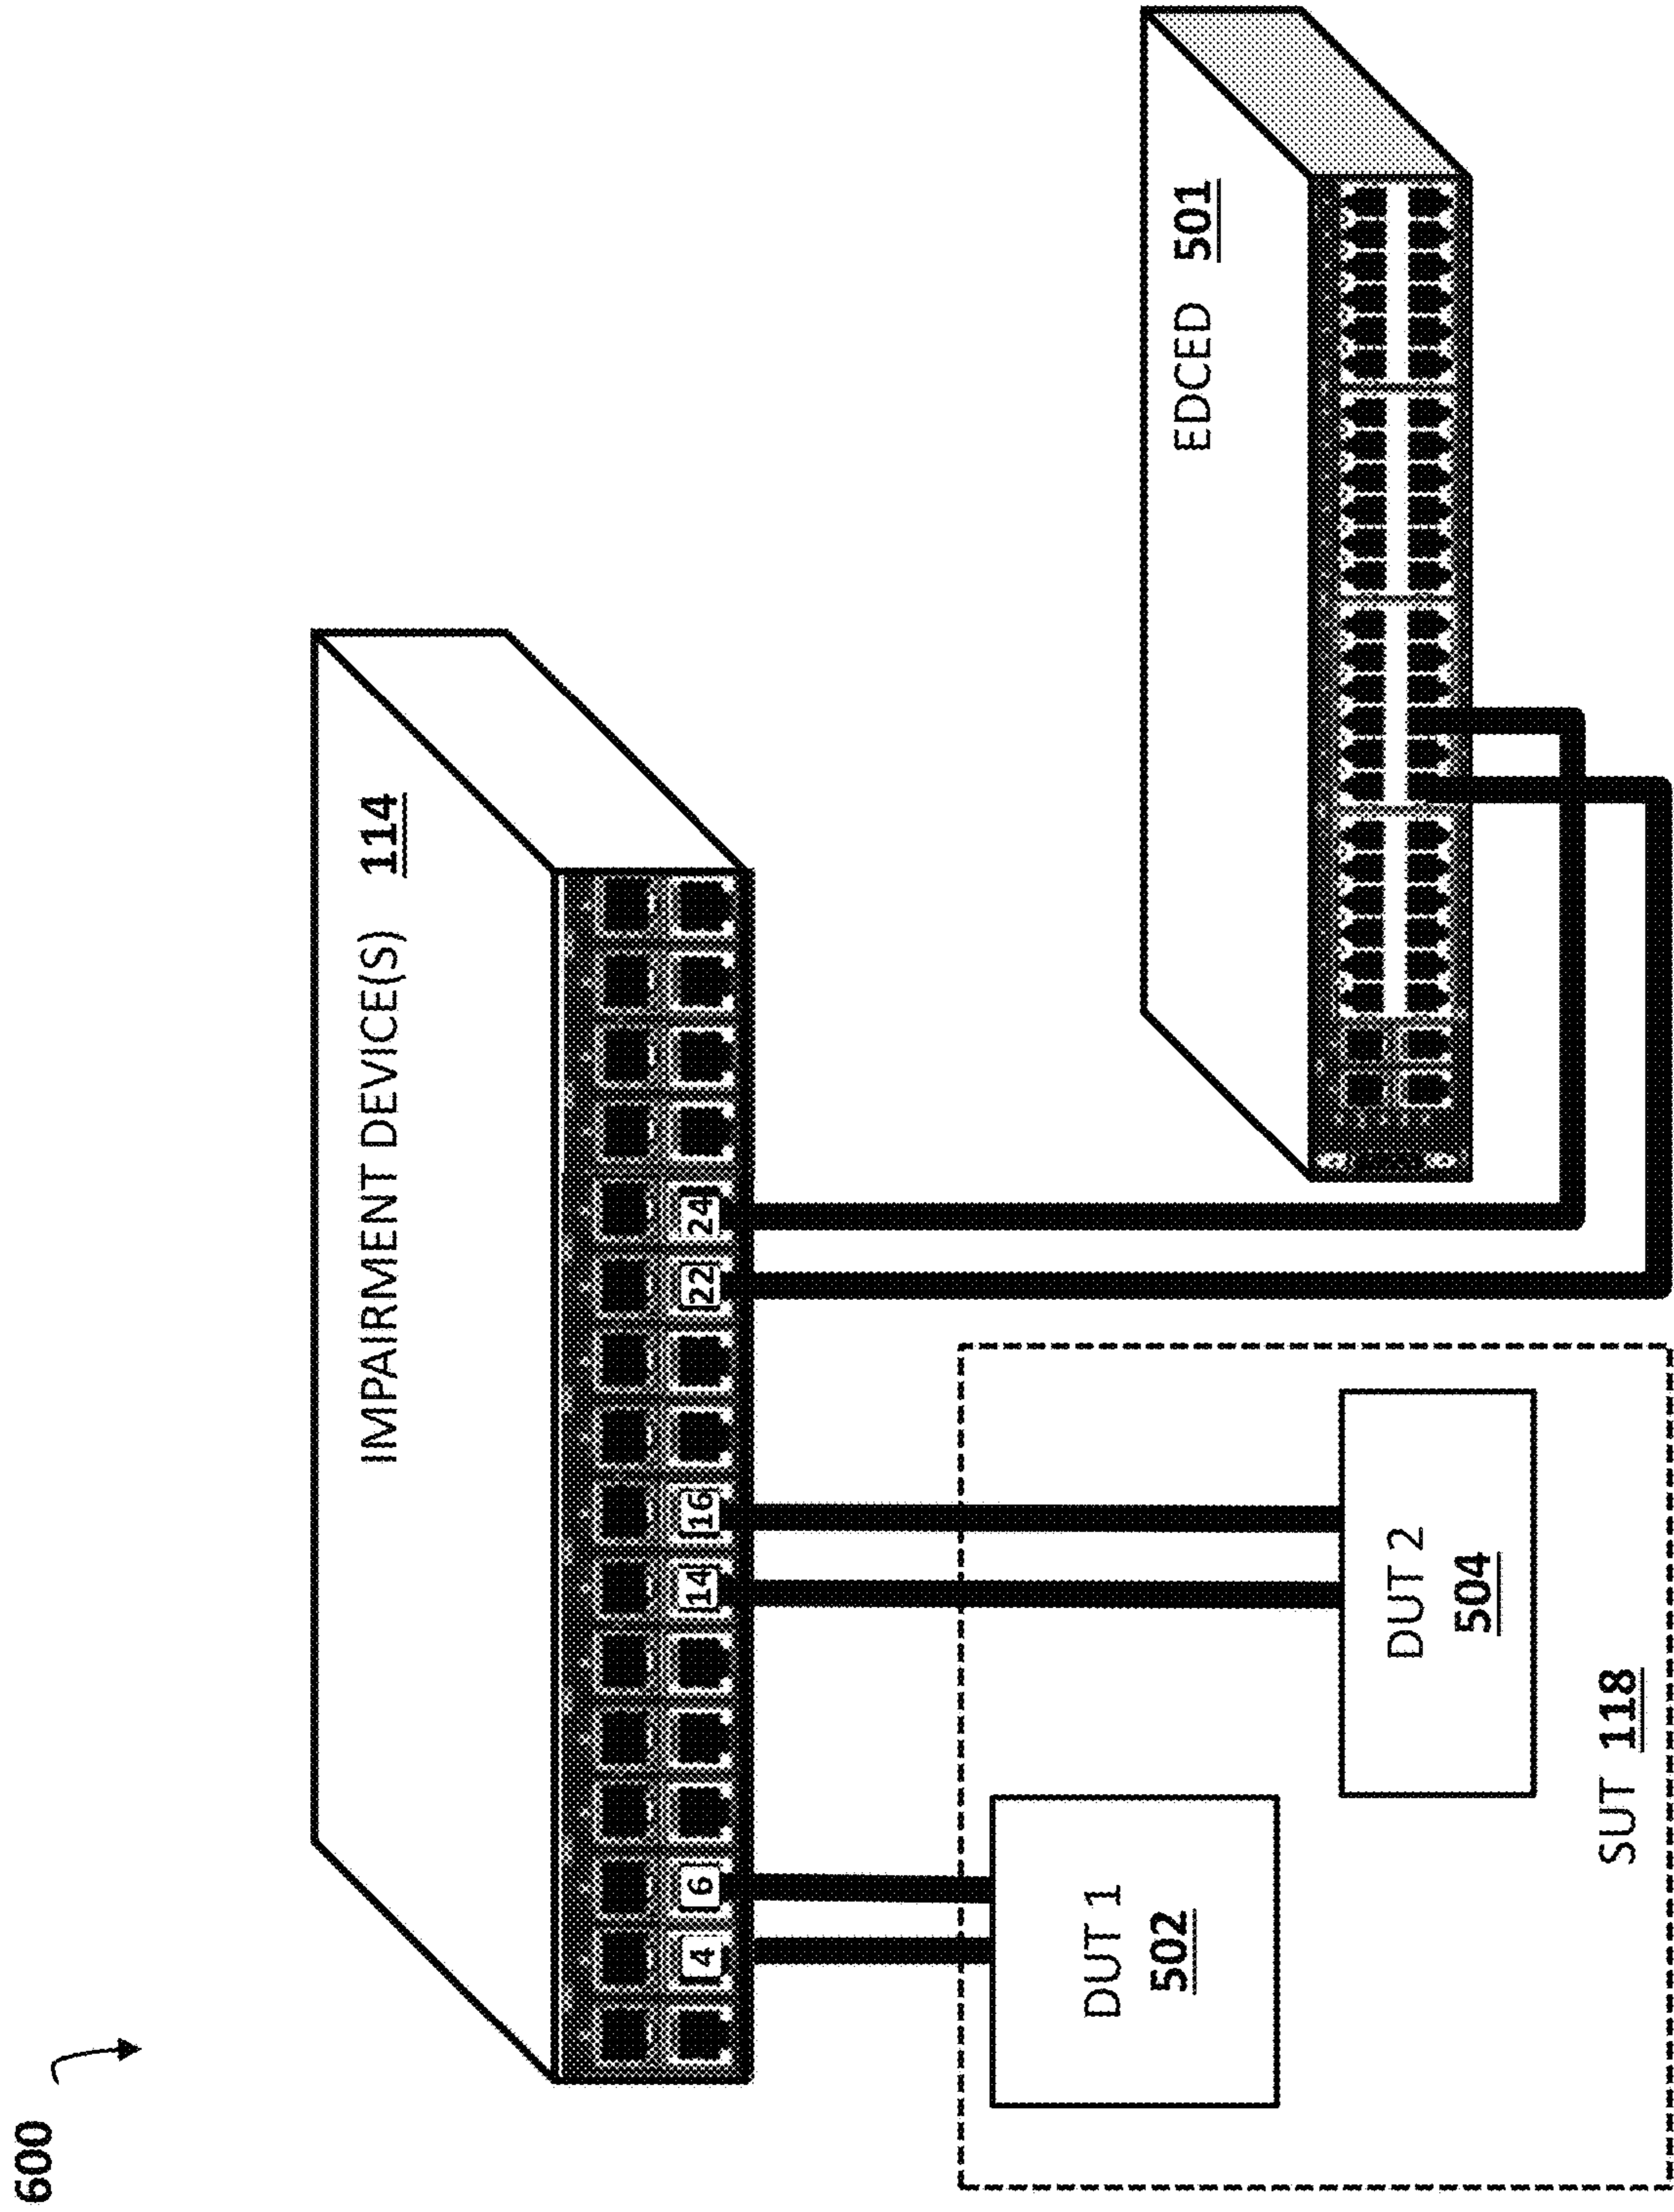 600
IMPAIRMENT DEVICE(S) 114
4 6 14 16 22 24
EDCED 501
DUT 1
502
DUT 2
504
SUT 118